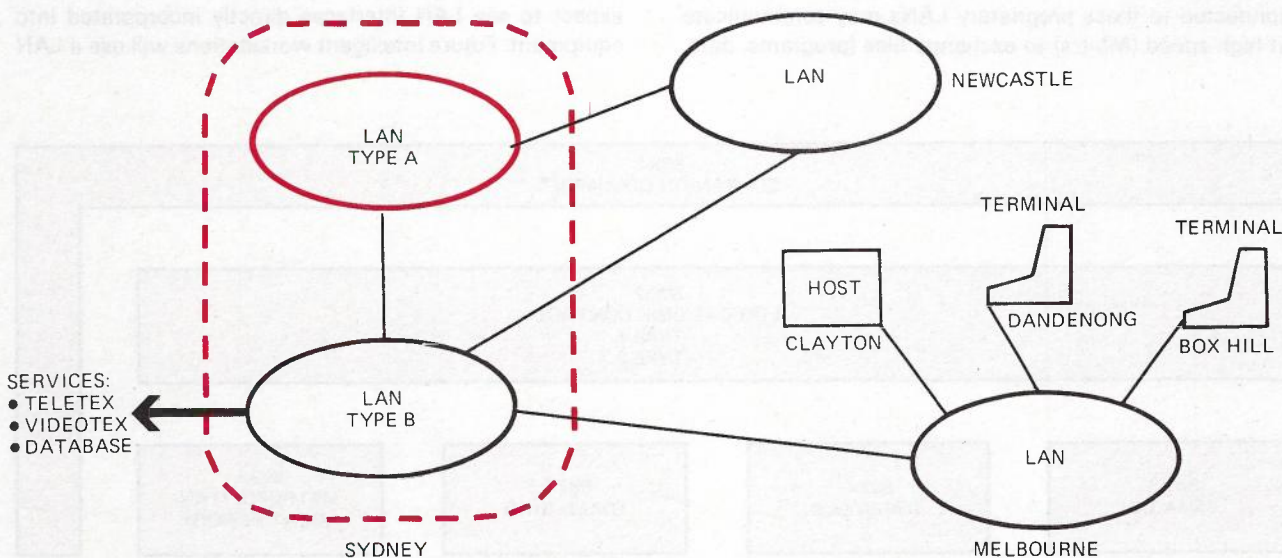 LAN
TYPE A
LAN
NEWCASTLE
TERMINAL
TERMINAL
HOST
CLAYTON
DANDENONG
BOX HILL
SERVICES:
• TELETEX
• VIDEOTEX
• DATABASE
LAN
TYPE B
LAN
SYDNEY
MELBOURNE